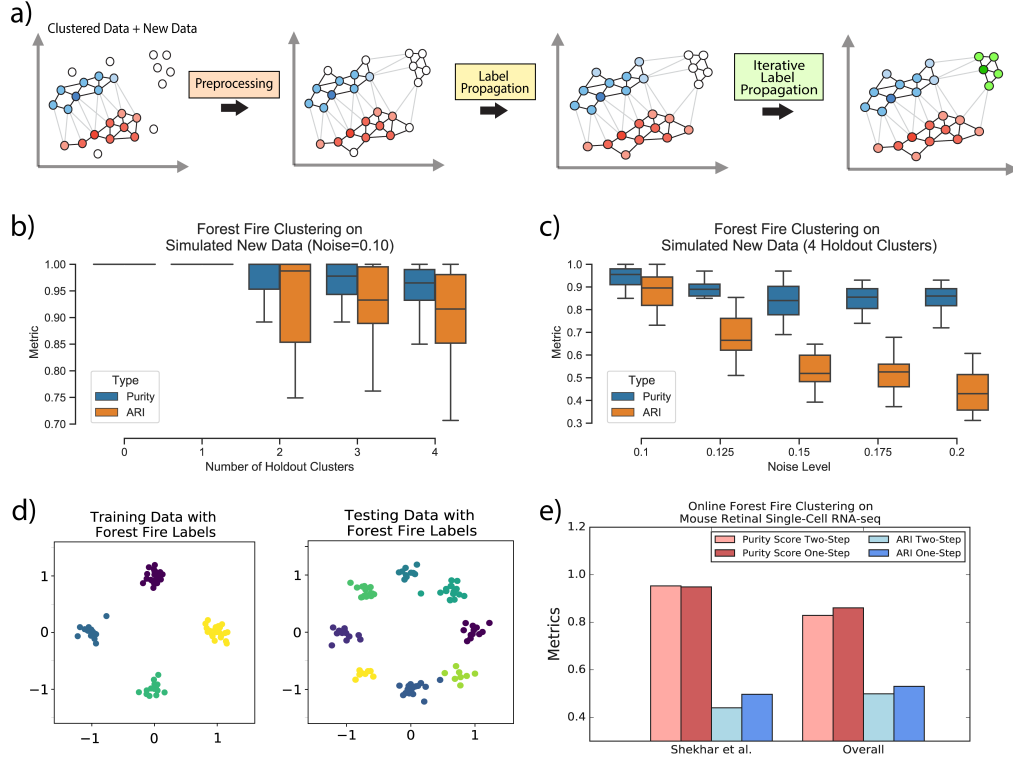 a)
Clustered Data + New Data
Preprocessing
Label
Propagation
Iterative
Label
Propagation
b)
Forest Fire Clustering on
Simulated New Data (Noise=0.10)
1.00
0.95
0.90
0.85
0.80
0.75
0.70
Metric
Type
Purity
ARI
0 1 2 3 4
Number of Holdout Clusters
c)
Forest Fire Clustering on
Simulated New Data (4 Holdout Clusters)
1.0
0.9
0.8
0.7
0.6
0.5
0.4
0.3
Metric
Type
Purity
ARI
0.1 0.125 0.15 0.175 0.2
Noise Level
d)
Training Data with
Forest Fire Labels
1
0
−1
−1 0 1
Testing Data with
Forest Fire Labels
1
0
−1
−1 0 1
e)
Online Forest Fire Clustering on
Mouse Retinal Single-Cell RNA-seq
1.2
1.0
0.8
0.6
0.4
Metrics
Purity Score Two-Step
Purity Score One-Step
ARI Two-Step
ARI One-Step
Shekhar et al. Overall